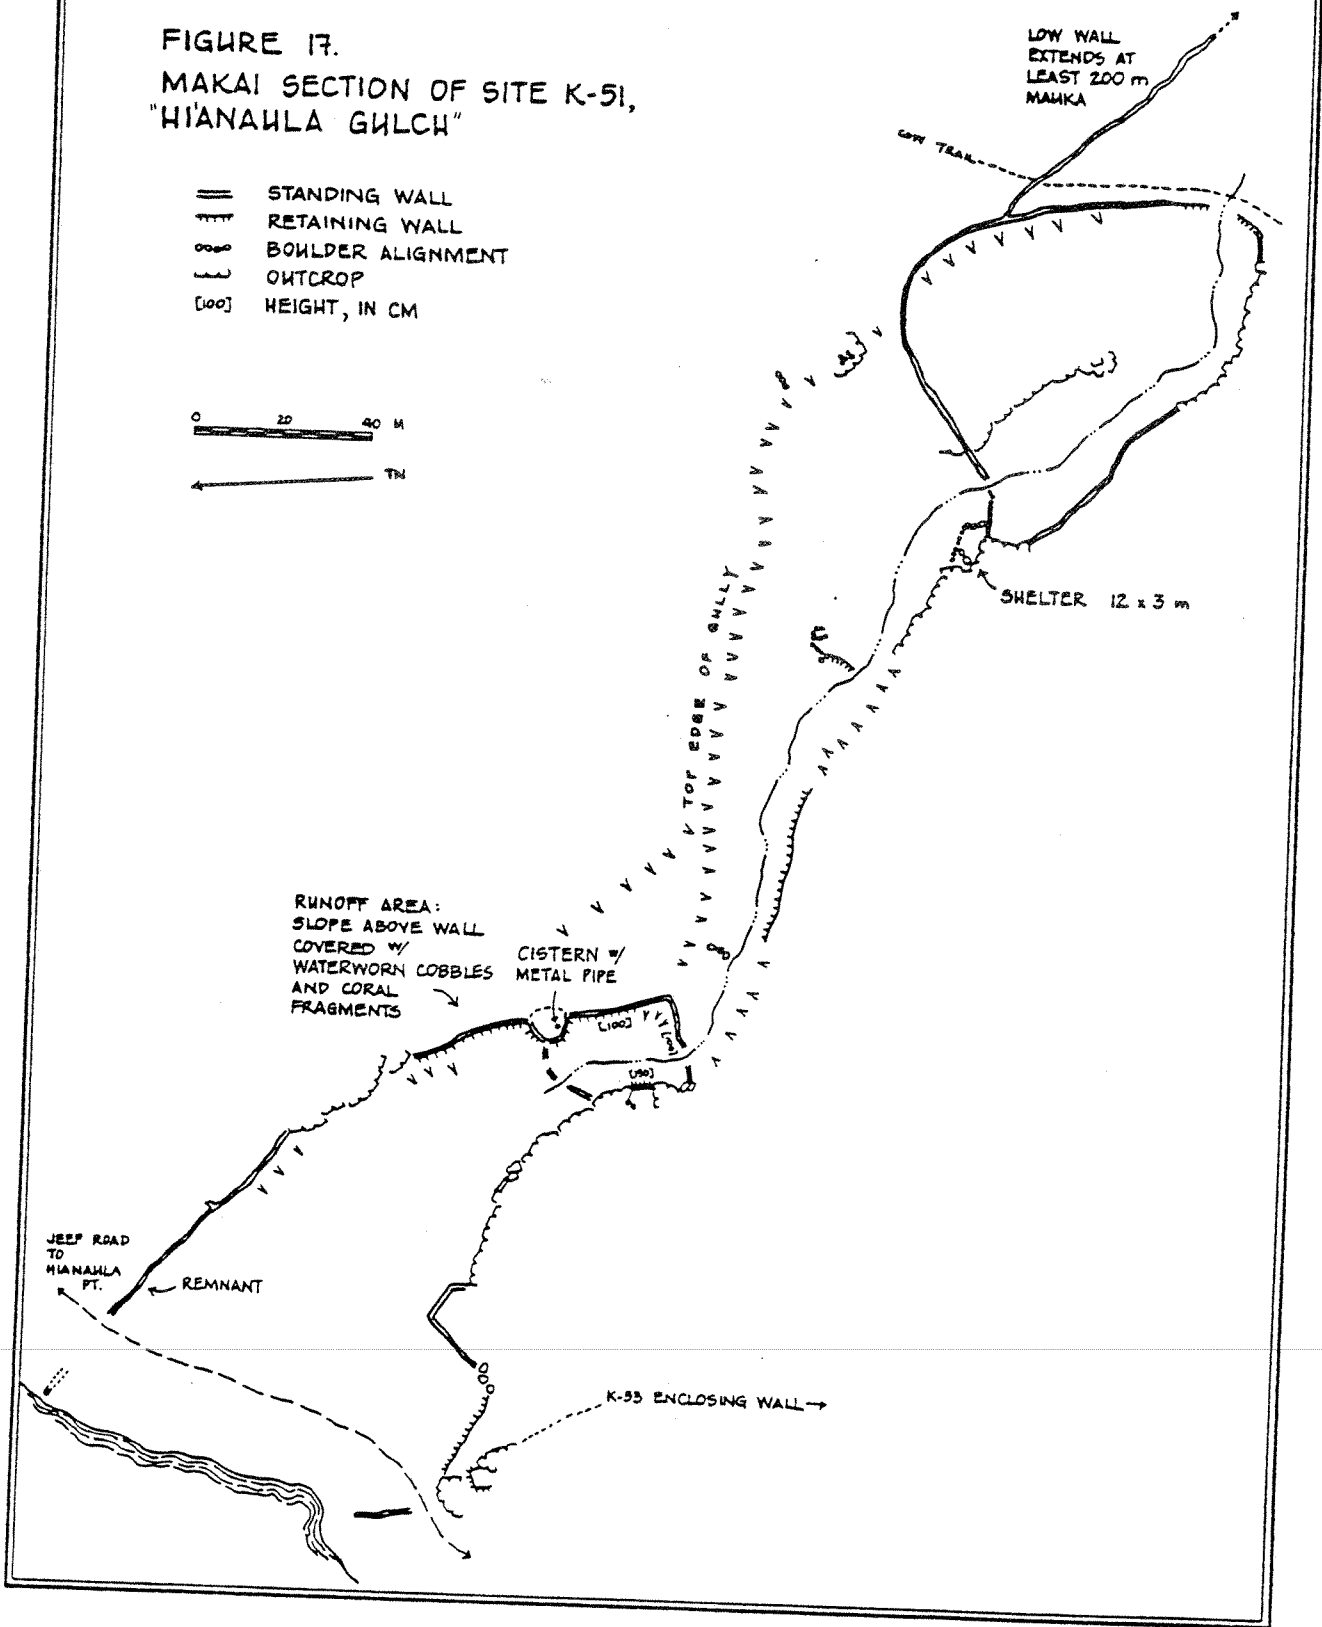 FIGURE 17.
MAKAI SECTION OF SITE K-51,
"HI'ANAULA GULCH"
STANDING WALL
RETAINING WALL
BOULDER ALIGNMENT
OUTCROP
[100] HEIGHT, IN CM
0 20 40 M
TN
LOW WALL
EXTENDS AT
LEAST 200 m
MAUKA
COW TRAIL
SHELTER 12 x 3 m
TOP EDGE OF GULLY
RUNOFF AREA:
SLOPE ABOVE WALL
COVERED W/
WATERWORN COBBLES
AND CORAL
FRAGMENTS
CISTERN W/
METAL PIPE
[100]
[100]
[150]
JEEP ROAD
TO
HIANAULA
PT.
REMNANT
K-53 ENCLOSING WALL